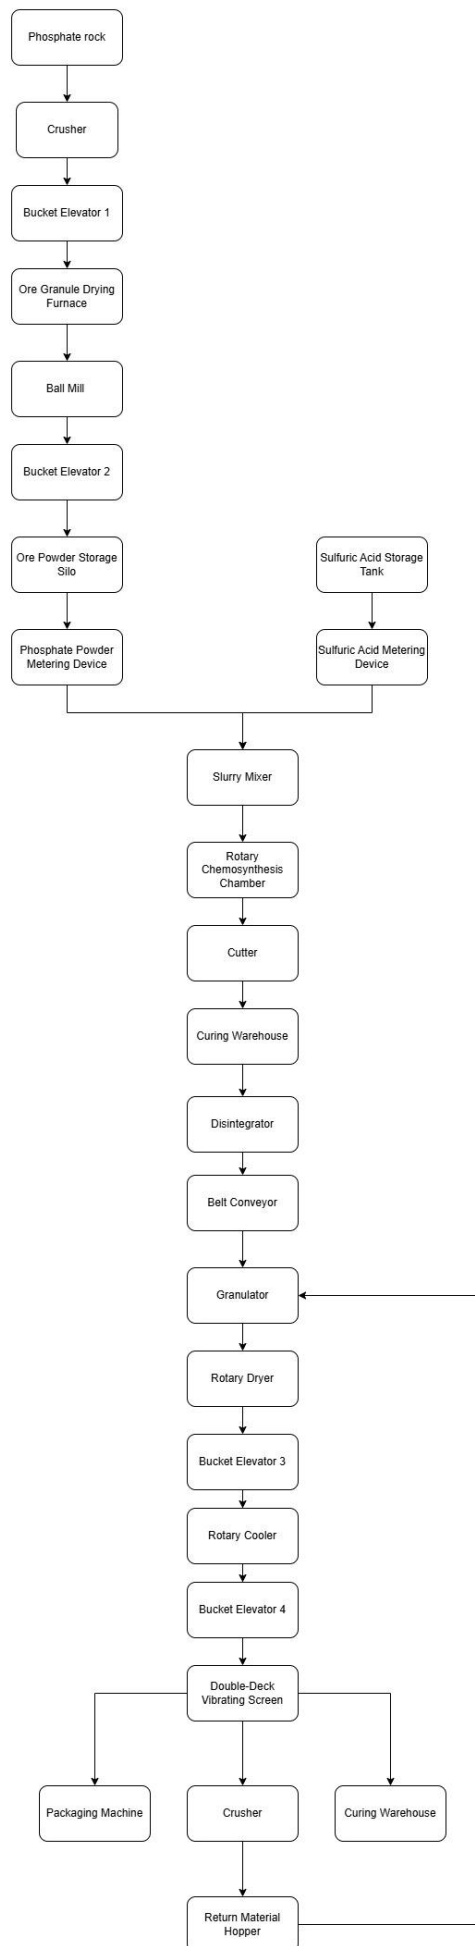 Phosphate rock
Crusher
Bucket Elevator 1
Ore Granule Drying
Furnace
Ball Mill
Bucket Elevator 2
Ore Powder Storage
Silo
Sulfuric Acid Storage
Tank
Phosphate Powder
Metering Device
Sulfuric Acid Metering
Device
Slurry Mixer
Rotary
Chemosynthesis
Chamber
Cutter
Curing Warehouse
Disintegrator
Belt Conveyor
Granulator
Rotary Dryer
Bucket Elevator 3
Rotary Cooler
Bucket Elevator 4
Double-Deck
Vibrating Screen
Packaging Machine
Crusher
Curing Warehouse
Return Material
Hopper